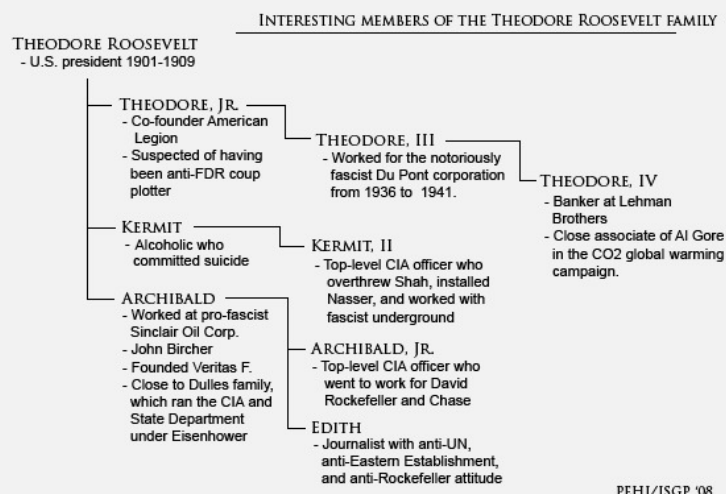 INTERESTING MEMBERS OF THE THEODORE ROOSEVELT FAMILY
THEODORE ROOSEVELT
- U.S. president 1901-1909
THEODORE, JR.
- Co-founder American
Legion
- Suspected of having
been anti-FDR coup
plotter
THEODORE, III
- Worked for the notoriously
fascist Du Pont corporation
from 1936 to 1941.
THEODORE, IV
- Banker at Lehman
Brothers
- Close associate of Al Gore
in the CO2 global warming
campaign.
KERMIT
- Alcoholic who
committed suicide
KERMIT, II
- Top-level CIA officer who
overthrew Shah, installed
Nasser, and worked with
fascist underground
ARCHIBALD
- Worked at pro-fascist
Sinclair Oil Corp.
- John Bircher
- Founded Veritas F.
- Close to Dulles family,
which ran the CIA and
State Department
under Eisenhower
ARCHIBALD, JR.
- Top-level CIA officer who
went to work for David
Rockefeller and Chase
EDITH
- Journalist with anti-UN,
anti-Eastern Establishment,
and anti-Rockefeller attitude
PEHI/ISGP '08